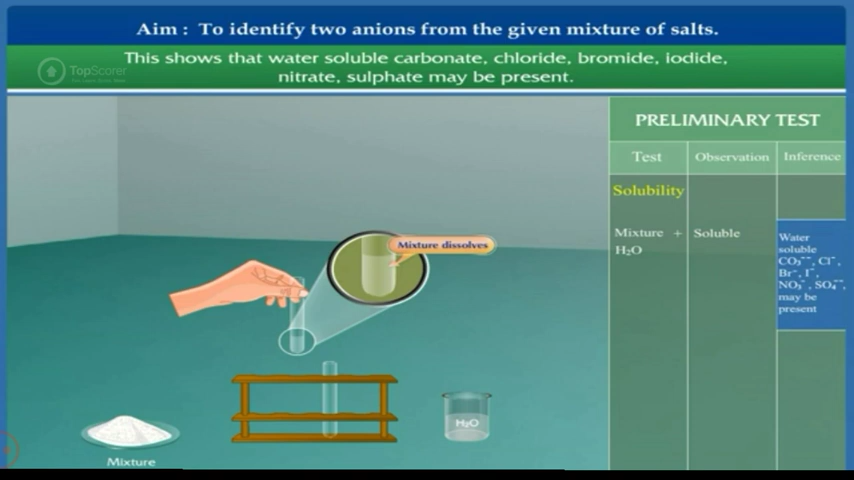 Aim : To identify two anions from the given mixture of salts.
This shows that water soluble carbonate, chloride, bromide, iodide,
nitrate, sulphate may be present.
TopScorer
PRELIMINARY TEST
Test
Observation
Inference
Solubility
Mixture + H₂O
Soluble
Water
soluble
CO₃⁻⁻, Cl⁻,
Br⁻, I⁻,
NO₃⁻, SO₄⁻⁻,
may be
present
Mixture dissolves
H₂O
Mixture